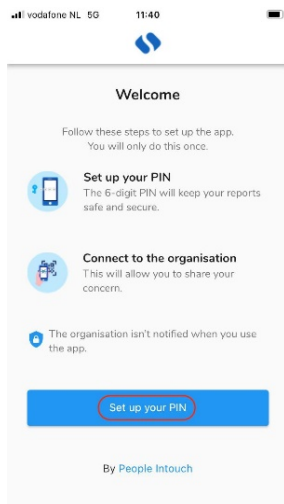 vodafone NL 5G 11:40
Welcome
Follow these steps to set up the app.
You will only do this once.
Set up your PIN
The 6-digit PIN will keep your reports
safe and secure.
Connect to the organisation
This will allow you to share your
concern.
The organisation isn't notified when you use
the app.
Set up your PIN
By People Intouch